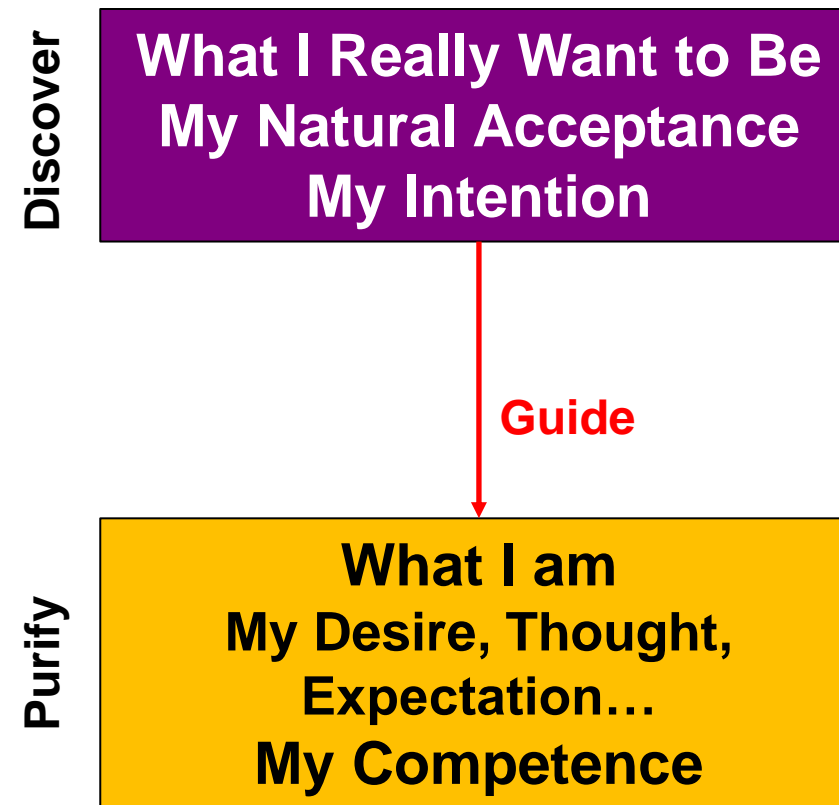 Discover
What I Really Want to Be
My Natural Acceptance
My Intention
Guide
Purify
What I am
My Desire, Thought,
Expectation…
My Competence